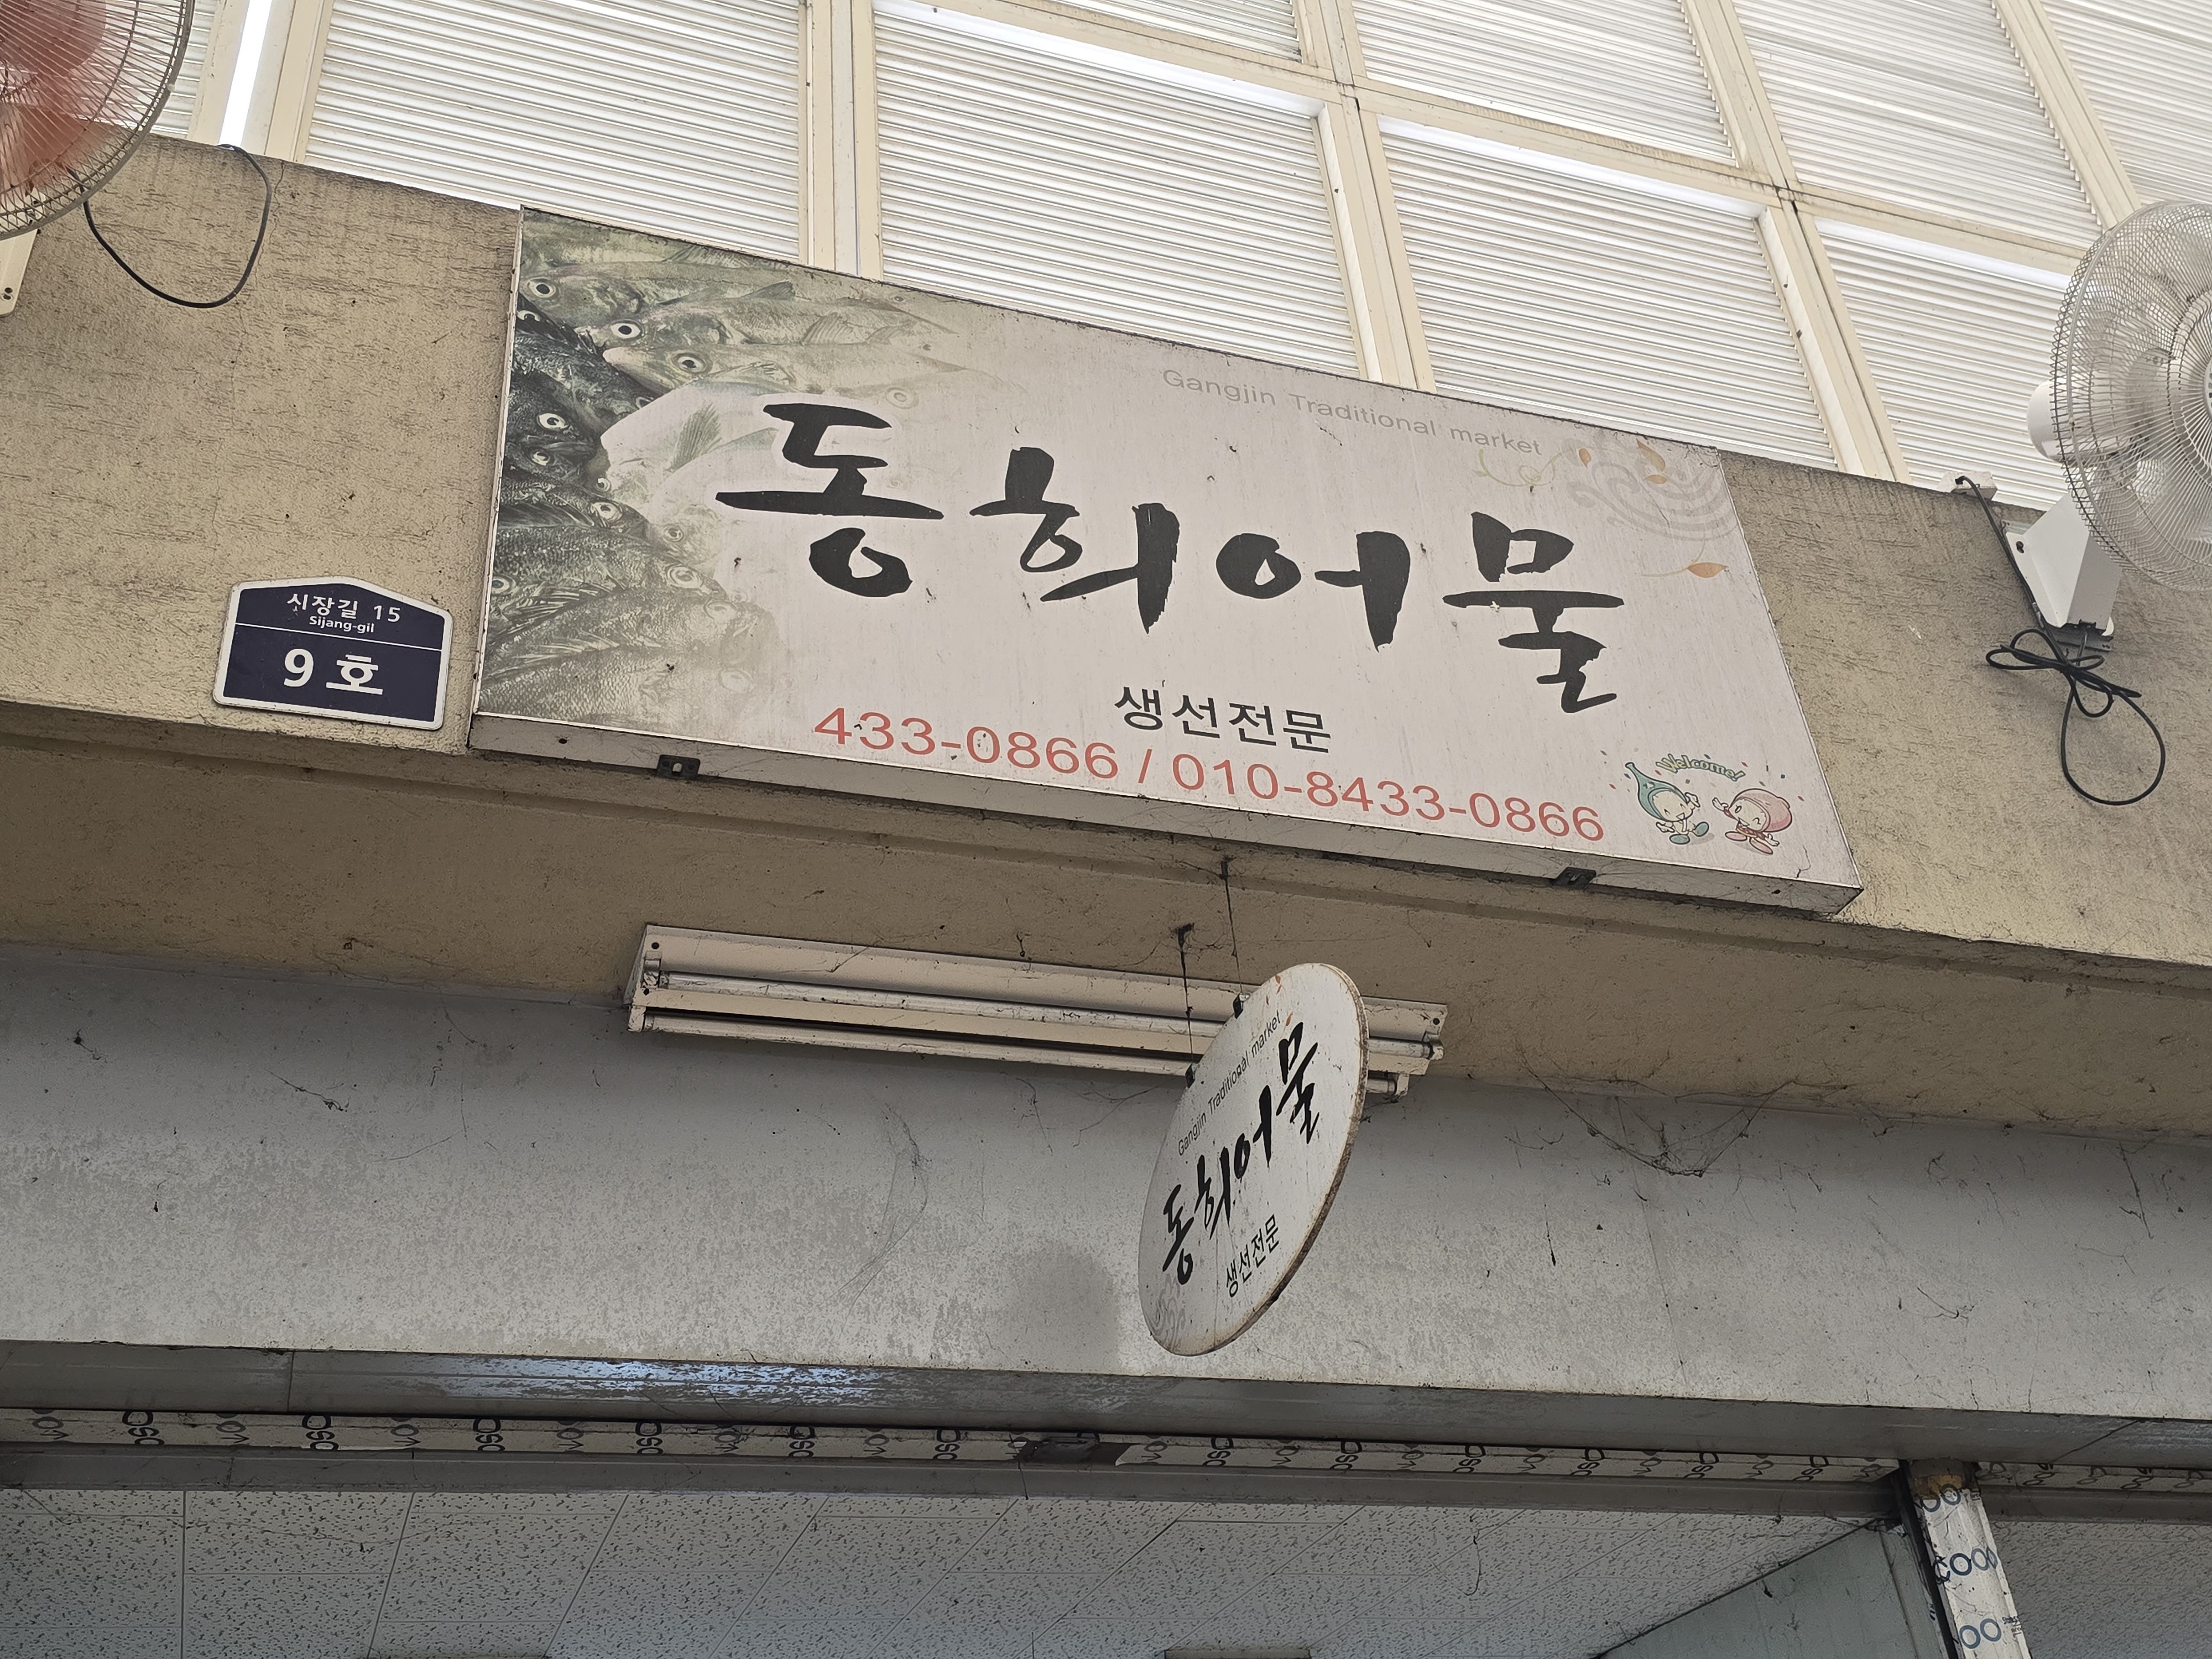 Gangjin Traditional market
동희어물
생선전문
433-0866 / 010-8433-0866
Welcome!
시장길 15
Sijang-gil
9호
Gangjin Traditional market
동희어물
생선전문